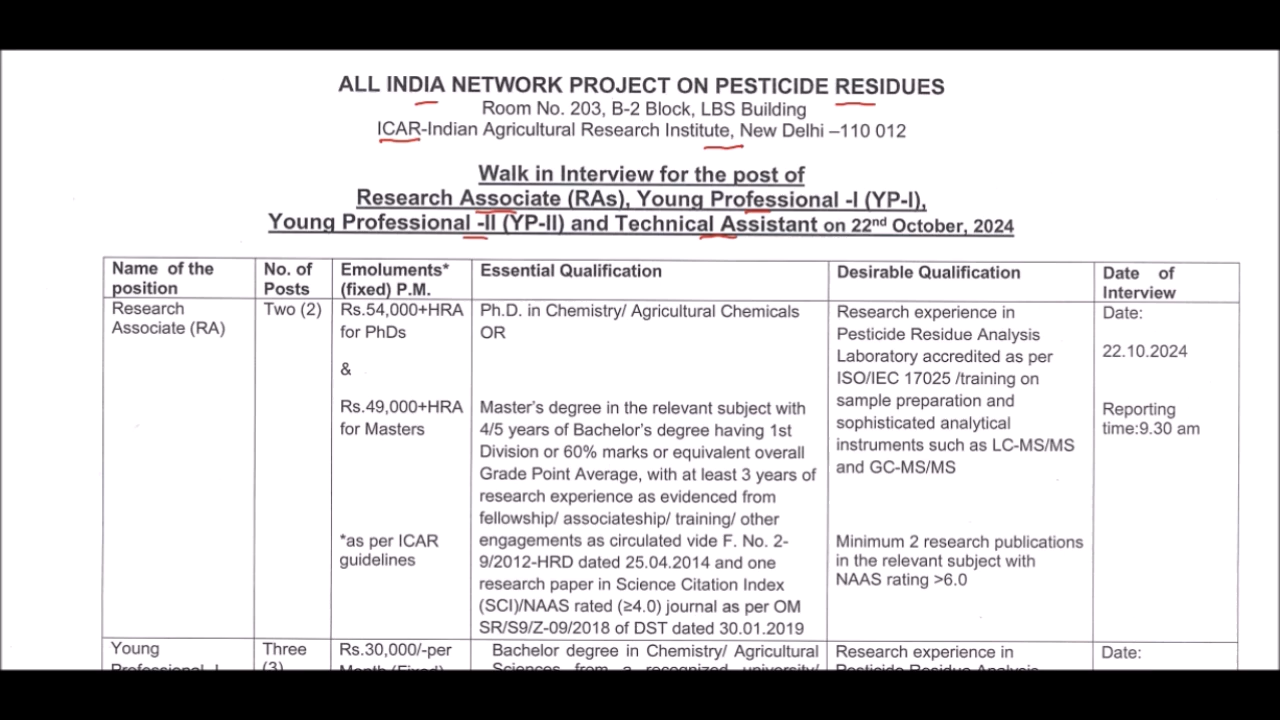 ALL INDIA NETWORK PROJECT ON PESTICIDE RESIDUES
Room No. 203, B-2 Block, LBS Building
ICAR-Indian Agricultural Research Institute, New Delhi –110 012
Walk in Interview for the post of
Research Associate (RAs), Young Professional -I (YP-I),
Young Professional -II (YP-II) and Technical Assistant on 22nd October, 2024
Name of the
position
No. of
Posts
Emoluments*
(fixed) P.M.
Essential Qualification
Desirable Qualification
Date of
Interview
Research
Associate (RA)
Two (2)
Rs.54,000+HRA
for PhDs
&
Rs.49,000+HRA
for Masters
*as per ICAR
guidelines
Ph.D. in Chemistry/ Agricultural Chemicals
OR
Master's degree in the relevant subject with
4/5 years of Bachelor's degree having 1st
Division or 60% marks or equivalent overall
Grade Point Average, with at least 3 years of
research experience as evidenced from
fellowship/ associateship/ training/ other
engagements as circulated vide F. No. 2-
9/2012-HRD dated 25.04.2014 and one
research paper in Science Citation Index
(SCI)/NAAS rated (≥4.0) journal as per OM
SR/S9/Z-09/2018 of DST dated 30.01.2019
Research experience in
Pesticide Residue Analysis
Laboratory accredited as per
ISO/IEC 17025 /training on
sample preparation and
sophisticated analytical
instruments such as LC-MS/MS
and GC-MS/MS
Minimum 2 research publications
in the relevant subject with
NAAS rating >6.0
Date:
22.10.2024
Reporting
time:9.30 am
Young
Professional I
Three
(3)
Rs.30,000/-per
Month (Fixed)
Bachelor degree in Chemistry/ Agricultural
Sciences from a recognized university/
Research experience in
Pesticide Residue Analysis
Date: